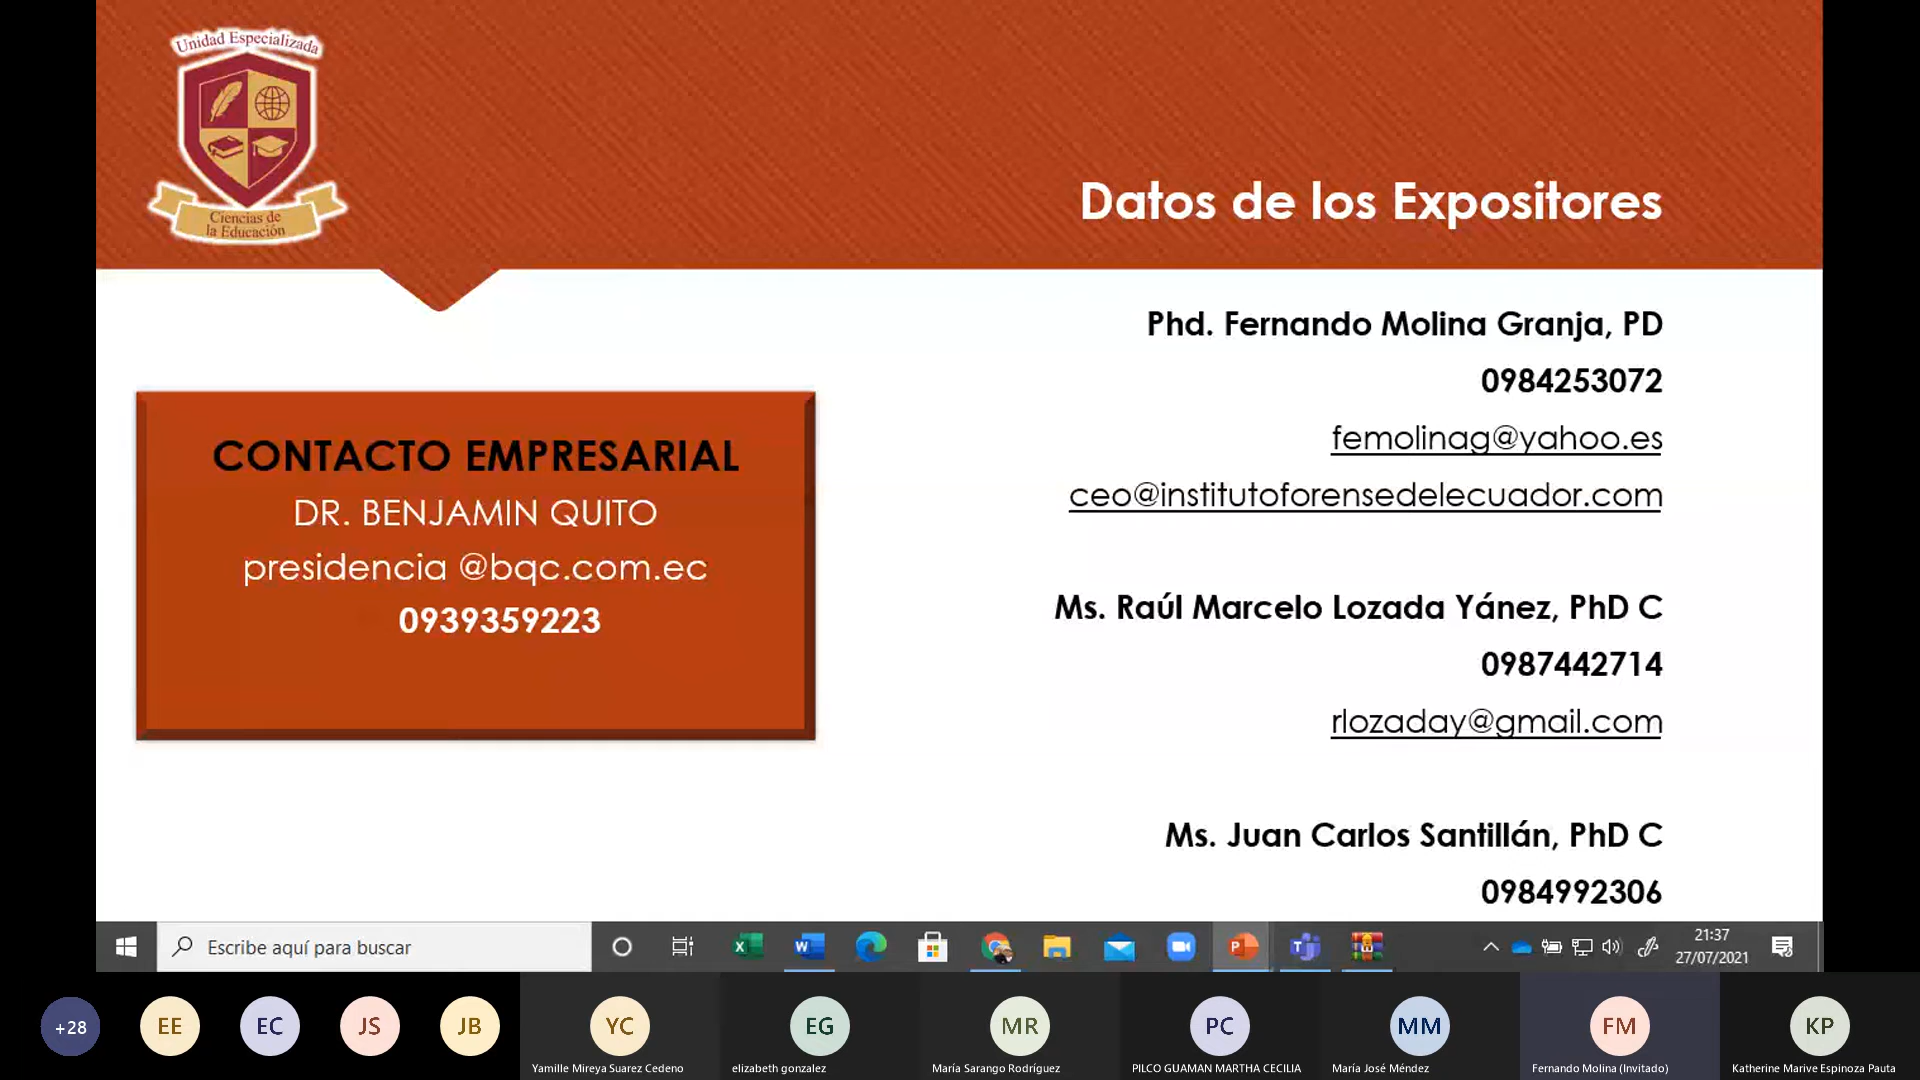 Unidad Especializada
Ciencias de
la Educación
Datos de los Expositores
CONTACTO EMPRESARIAL
DR. BENJAMIN QUITO
presidencia @bqc.com.ec
0939359223
Phd. Fernando Molina Granja, PD
0984253072
femolinag@yahoo.es
ceo@institutoforensedelecuador.com
Ms. Raúl Marcelo Lozada Yánez, PhD C
0987442714
rlozaday@gmail.com
Ms. Juan Carlos Santillán, PhD C
0984992306
Escribe aquí para buscar
21:37
27/07/2021
+28
EE
EC
JS
JB
YC
Yamille Mireya Suarez Cedeno
EG
elizabeth gonzalez
MR
María Sarango Rodríguez
PC
PILCO GUAMAN MARTHA CECILIA
MM
María José Méndez
FM
Fernando Molina (Invitado)
KP
Katherine Marive Espinoza Pauta